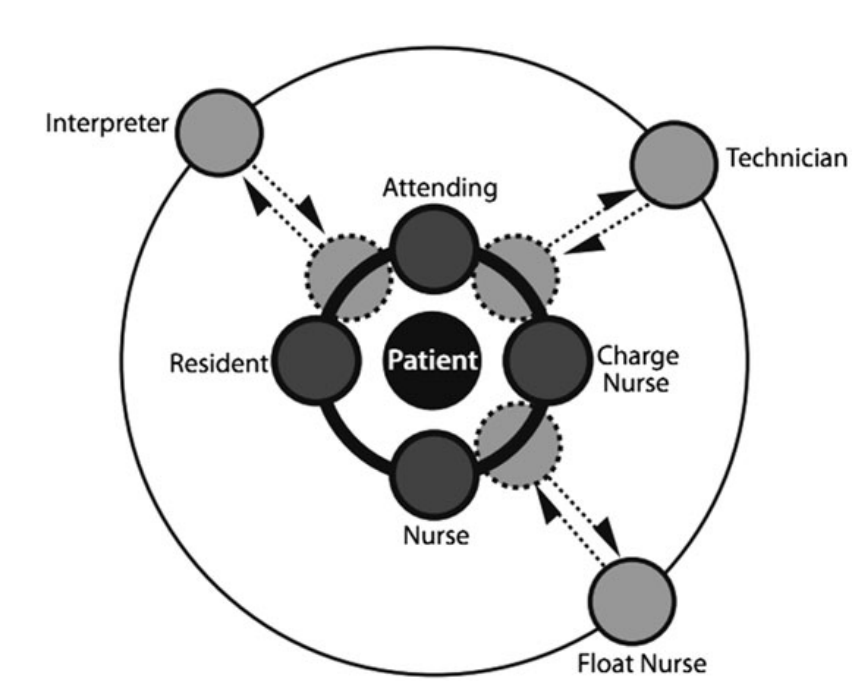 Interpreter
Technician
Attending
Resident
Patient
Charge
Nurse
Nurse
Float Nurse